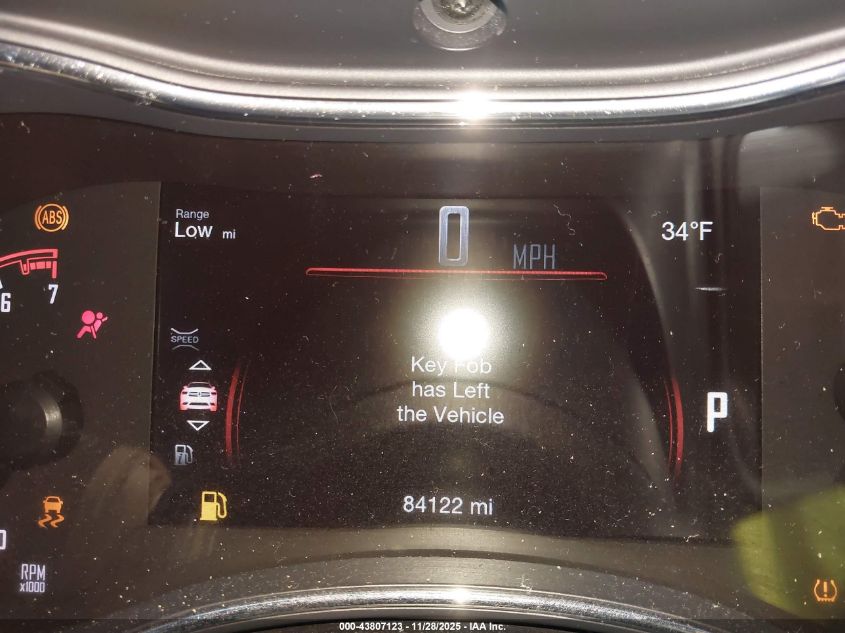 ABS
Range
Low mi
0
MPH
34°F
6
7
SPEED
Key Fob
has Left
the Vehicle
P
84122 mi
0
RPM
x1000
000-43807123 - 11/28/2025 - IAA Inc.